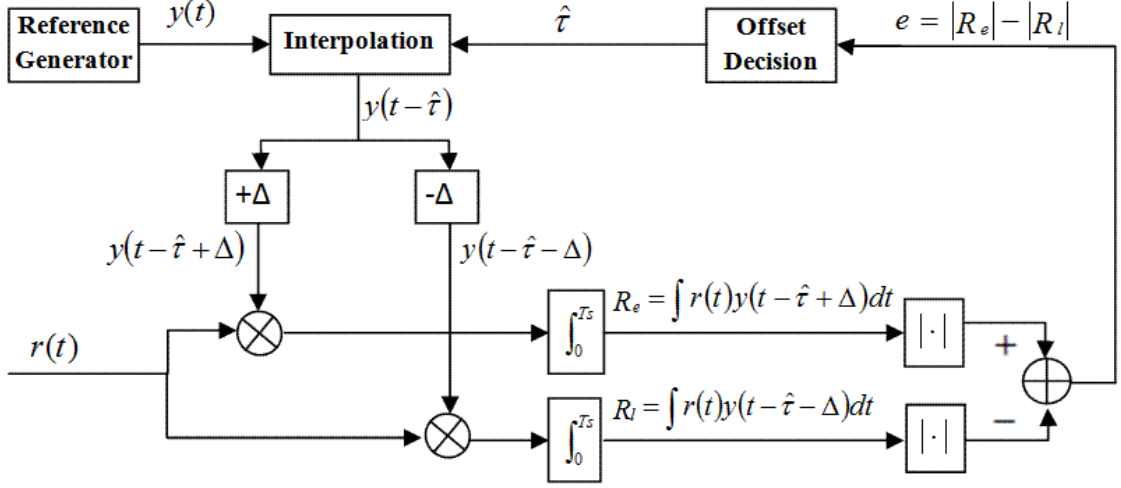 Reference
Generator
y(t)
Interpolation
τ̂
Offset
Decision
e = |R_e| − |R_l|
y(t − τ̂)
+Δ
-Δ
y(t − τ̂ + Δ)
y(t − τ̂ − Δ)
r(t)
∫_0^{Ts}
R_e = ∫ r(t)y(t − τ̂ + Δ)dt
|·|
+
∫_0^{Ts}
R_l = ∫ r(t)y(t − τ̂ − Δ)dt
|·|
−